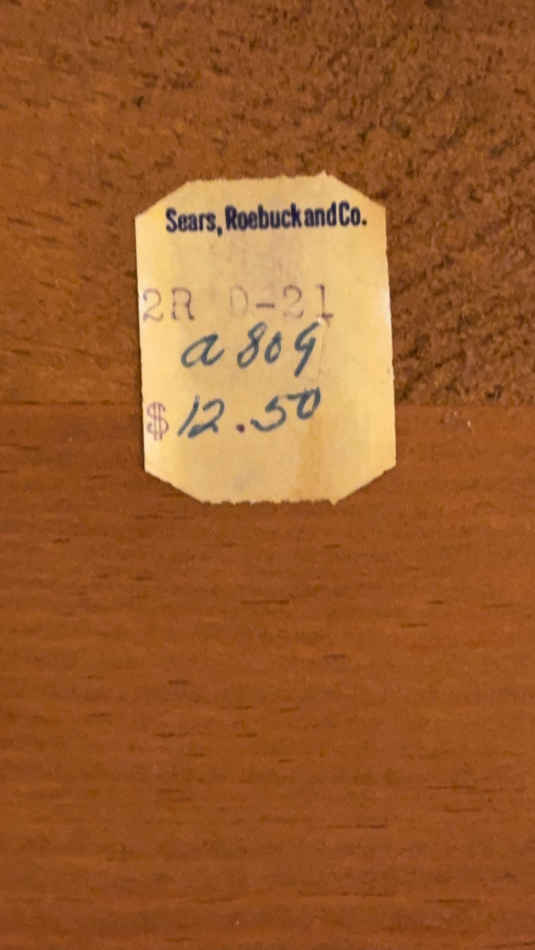 Sears, Roebuck and Co.
2R 0-21
a 809
$ 12.50